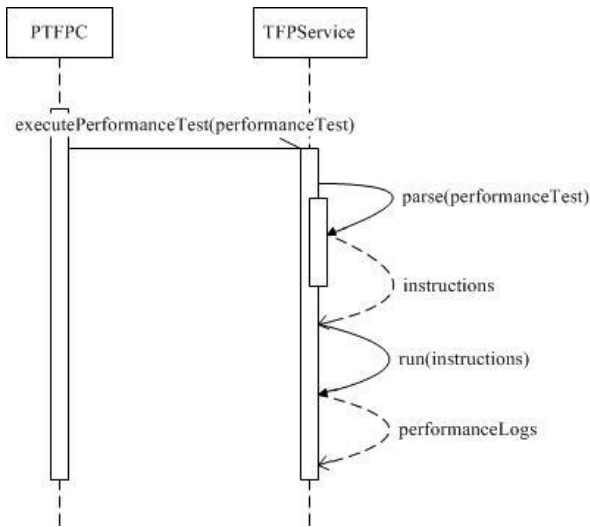 PTFPC
TFPService
executePerformanceTest(performanceTest)
parse(performanceTest)
instructions
run(instructions)
performanceLogs